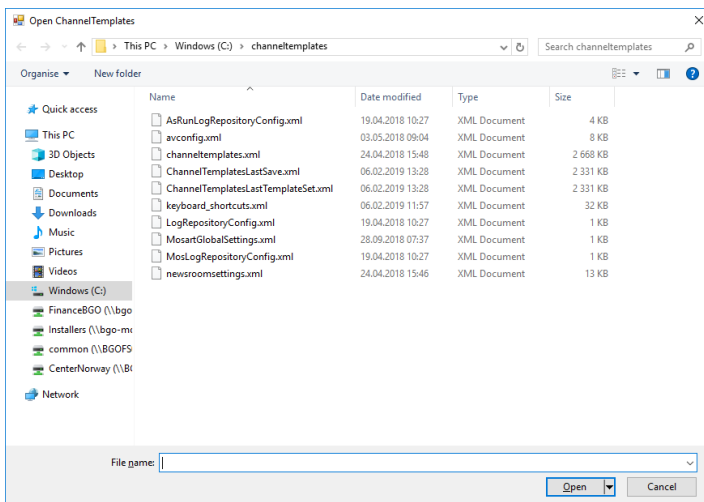 Open ChannelTemplates
This PC > Windows (C:) > channeltemplates
Search channeltemplates
Organise
New folder
Name Date modified Type Size
Quick access
This PC
3D Objects
Desktop
Documents
Downloads
Music
Pictures
Videos
Windows (C:)
FinanceBGO (\\bgo
Installers (\\bgo-m
common (\\BGOFS
CenterNorway (\\B
Network
AsRunLogRepositoryConfig.xml 19.04.2018 10:27 XML Document 4 KB
avconfig.xml 03.05.2018 09:04 XML Document 8 KB
channeltemplates.xml 24.04.2018 15:48 XML Document 2 668 KB
ChannelTemplatesLastSave.xml 06.02.2019 13:28 XML Document 2 331 KB
ChannelTemplatesLastTemplateSet.xml 06.02.2019 13:28 XML Document 2 331 KB
keyboard_shortcuts.xml 06.02.2019 11:57 XML Document 32 KB
LogRepositoryConfig.xml 19.04.2018 10:27 XML Document 1 KB
MosartGlobalSettings.xml 28.09.2018 07:37 XML Document 1 KB
MosLogRepositoryConfig.xml 19.04.2018 10:27 XML Document 1 KB
newsroomsettings.xml 24.04.2018 15:46 XML Document 13 KB
File name:
Open
Cancel